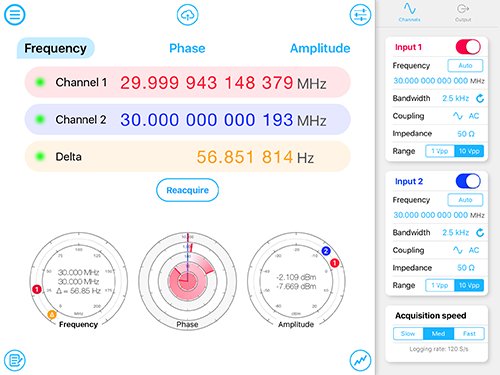 Frequency Phase Amplitude
Channel 1 29.999 943 148 379 MHz
Channel 2 30.000 000 000 193 MHz
Delta 56.851 814 Hz
Reacquire
30.000 MHz
30.000 MHz
Δ = 56.85 Hz
Frequency
Phase
-2.109 dBm
-7.669 dBm
Amplitude
Channels Output
Input 1
Frequency Auto
30.000 000 000 000 MHz
Bandwidth 2.5 kHz
Coupling AC
Impedance 50 Ω
Range 1 Vpp 10 Vpp
Input 2
Frequency Auto
30.000 000 000 000 MHz
Bandwidth 2.5 kHz
Coupling AC
Impedance 50 Ω
Range 1 Vpp 10 Vpp
Acquisition speed
Slow Med Fast
Logging rate: 120 S/s